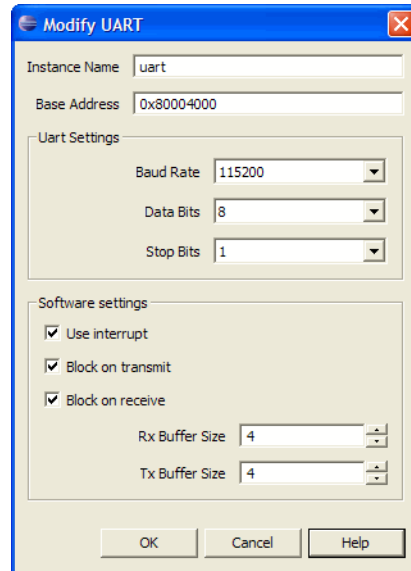 Modify UART
Instance Name uart
Base Address 0x80004000
Uart Settings
Baud Rate 115200
Data Bits 8
Stop Bits 1
Software settings
Use interrupt
Block on transmit
Block on receive
Rx Buffer Size 4
Tx Buffer Size 4
OK Cancel Help